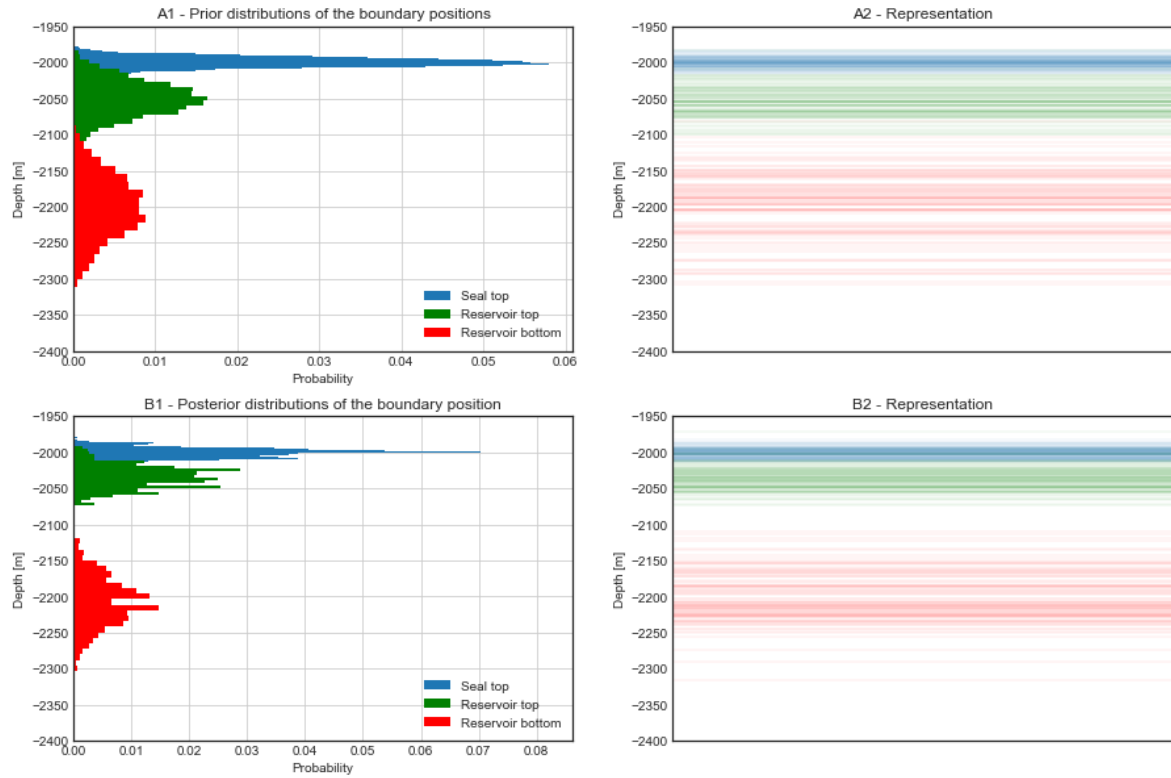 A1 - Prior distributions of the boundary positions
−1950
−2000
−2050
−2100
−2150
−2200
−2250
−2300
−2350
−2400
Depth [m]
Seal top
Reservoir top
Reservoir bottom
0.00 0.01 0.02 0.03 0.04 0.05 0.06
Probability
A2 - Representation
−1950
−2000
−2050
−2100
−2150
−2200
−2250
−2300
−2350
−2400
Depth [m]
B1 - Posterior distributions of the boundary position
−1950
−2000
−2050
−2100
−2150
−2200
−2250
−2300
−2350
−2400
Depth [m]
Seal top
Reservoir top
Reservoir bottom
0.00 0.01 0.02 0.03 0.04 0.05 0.06 0.07 0.08
Probability
B2 - Representation
−1950
−2000
−2050
−2100
−2150
−2200
−2250
−2300
−2350
−2400
Depth [m]